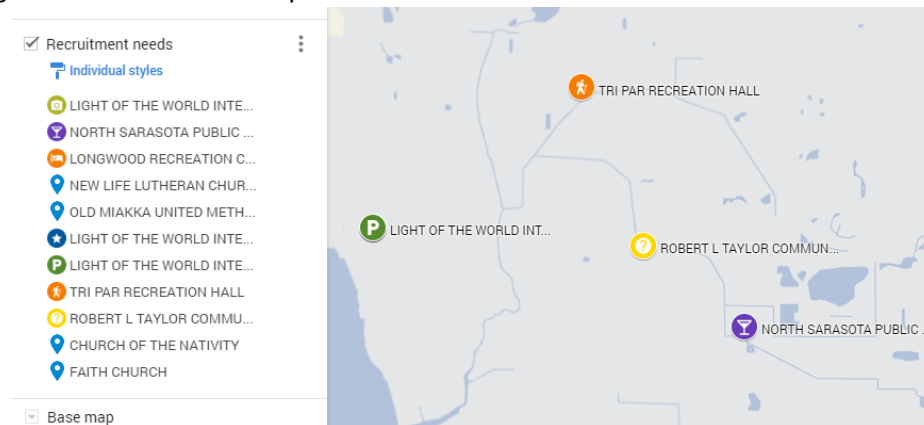 Recruitment needs
Individual styles
LIGHT OF THE WORLD INTE...
NORTH SARASOTA PUBLIC ...
LONGWOOD RECREATION C...
NEW LIFE LUTHERAN CHUR...
OLD MIAKKA UNITED METH...
LIGHT OF THE WORLD INTE...
P LIGHT OF THE WORLD INTE...
TRI PAR RECREATION HALL
? ROBERT L TAYLOR COMMU...
CHURCH OF THE NATIVITY
FAITH CHURCH
Base map
TRI PAR RECREATION HALL
P LIGHT OF THE WORLD INT...
? ROBERT L TAYLOR COMMUN...
NORTH SARASOTA PUBLIC